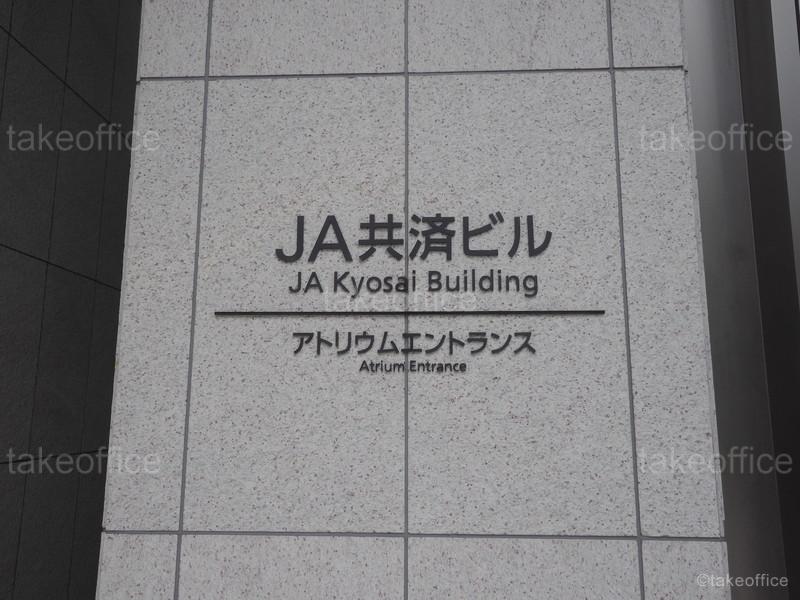 takeoffice takeoffice
JA共済ビル
JA Kyosai Building
takeoffice
アトリウムエントランス
Atrium Entrance
takeoffice takeoffice
©takeoffice